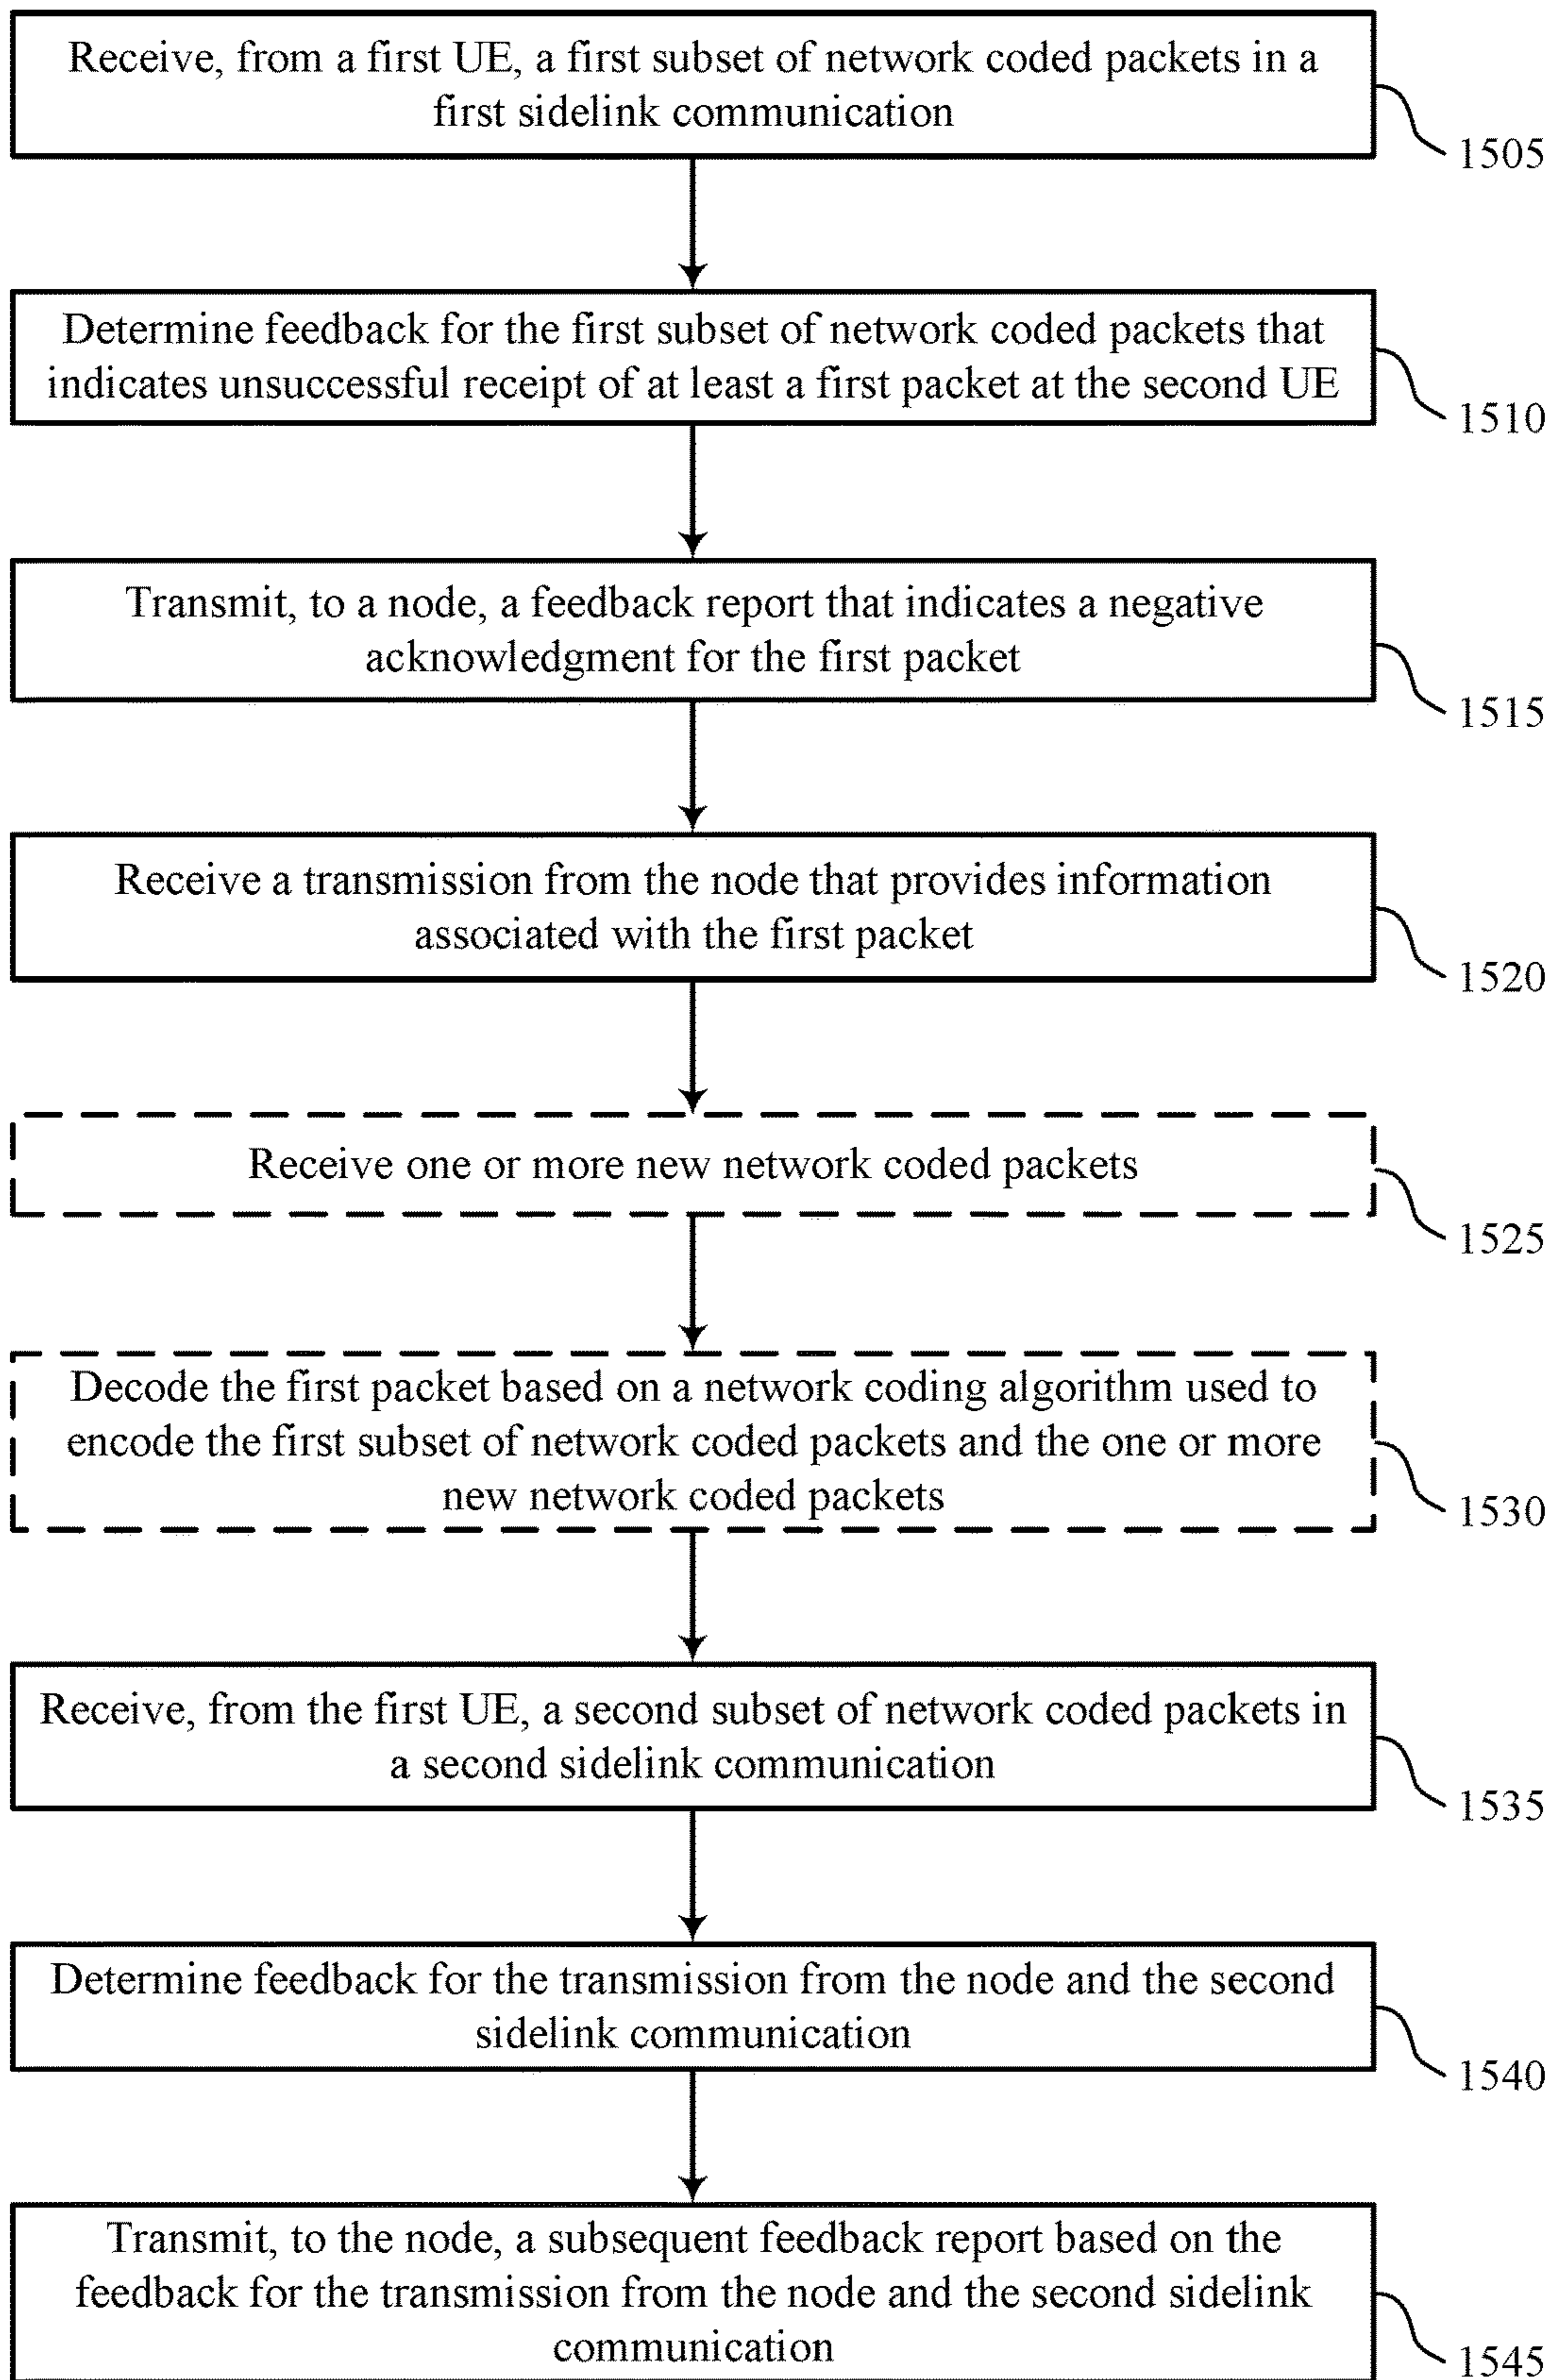 Receive, from a first UE, a first subset of network coded packets in a
first sidelink communication
1505
Determine feedback for the first subset of network coded packets that
indicates unsuccessful receipt of at least a first packet at the second UE
1510
Transmit, to a node, a feedback report that indicates a negative
acknowledgment for the first packet
1515
Receive a transmission from the node that provides information
associated with the first packet
1520
Receive one or more new network coded packets
1525
Decode the first packet based on a network coding algorithm used to
encode the first subset of network coded packets and the one or more
new network coded packets
1530
Receive, from the first UE, a second subset of network coded packets in
a second sidelink communication
1535
Determine feedback for the transmission from the node and the second
sidelink communication
1540
Transmit, to the node, a subsequent feedback report based on the
feedback for the transmission from the node and the second sidelink
communication
1545